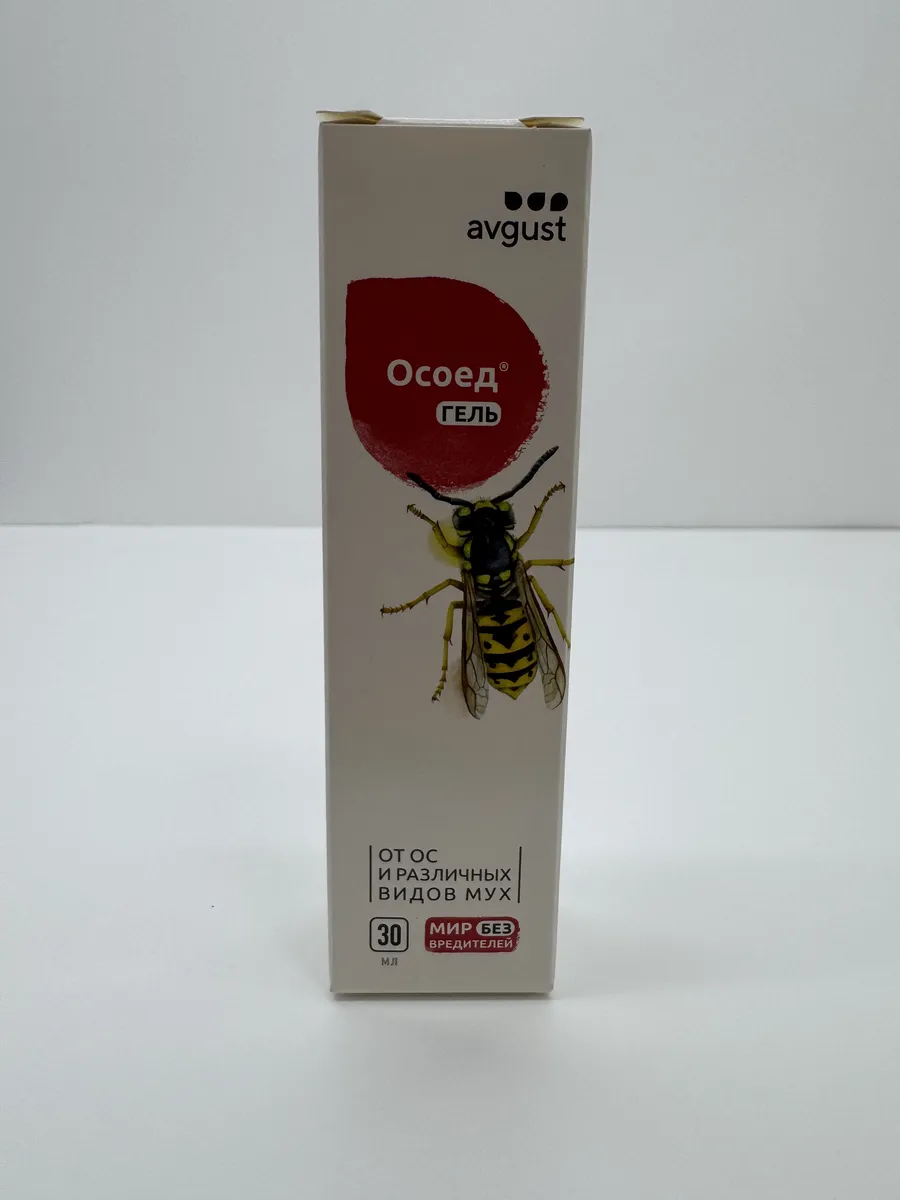 avgust
Осоед®
ГЕЛЬ
ОТ ОС
И РАЗЛИЧНЫХ
ВИДОВ МУХ
30
МЛ
МИР БЕЗ
ВРЕДИТЕЛЕЙ